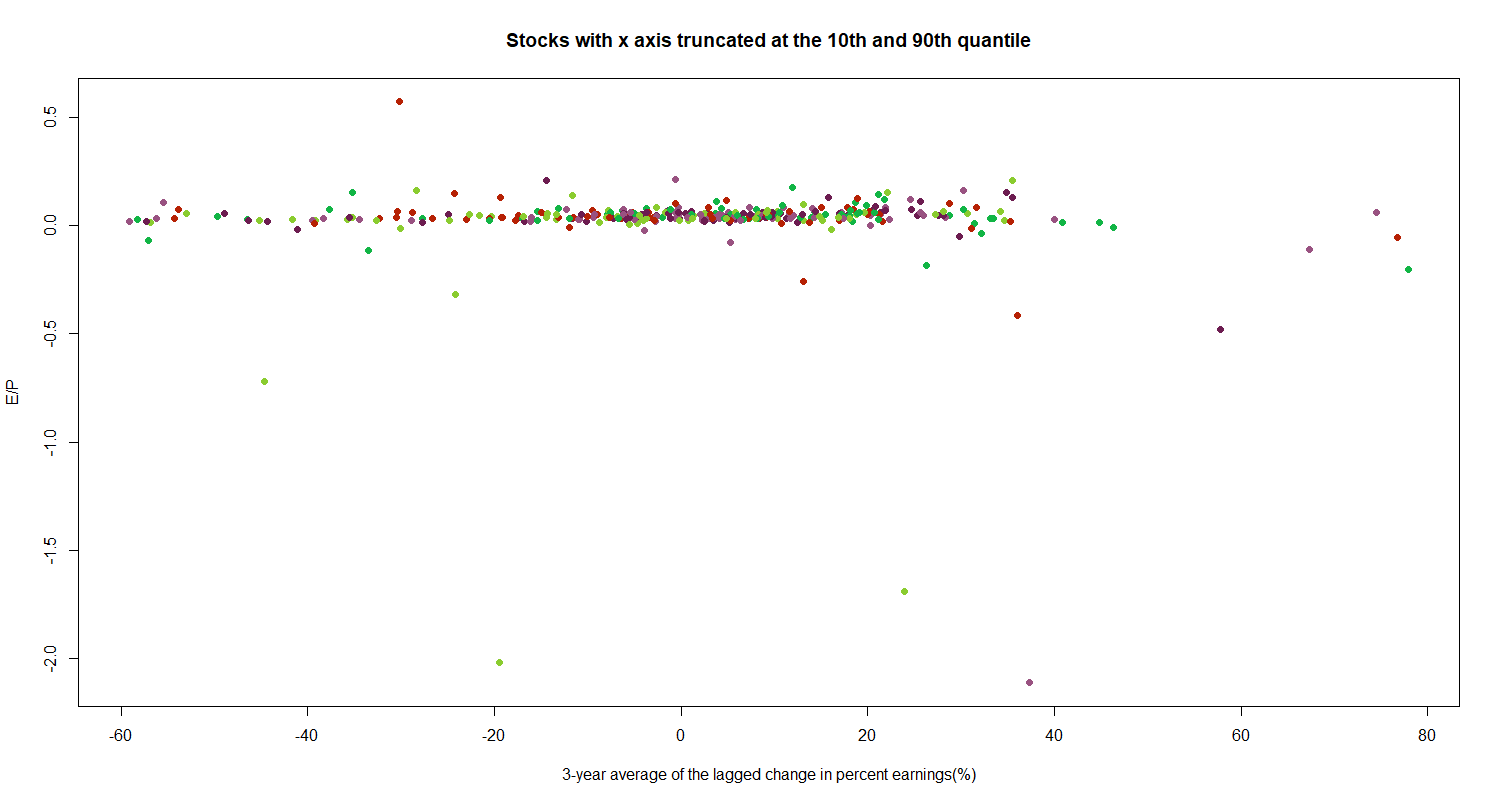 Stocks with x axis truncated at the 10th and 90th quantile
E/P
0.5
0.0
-0.5
-1.0
-1.5
-2.0
-60 -40 -20 0 20 40 60 80
3-year average of the lagged change in percent earnings(%)